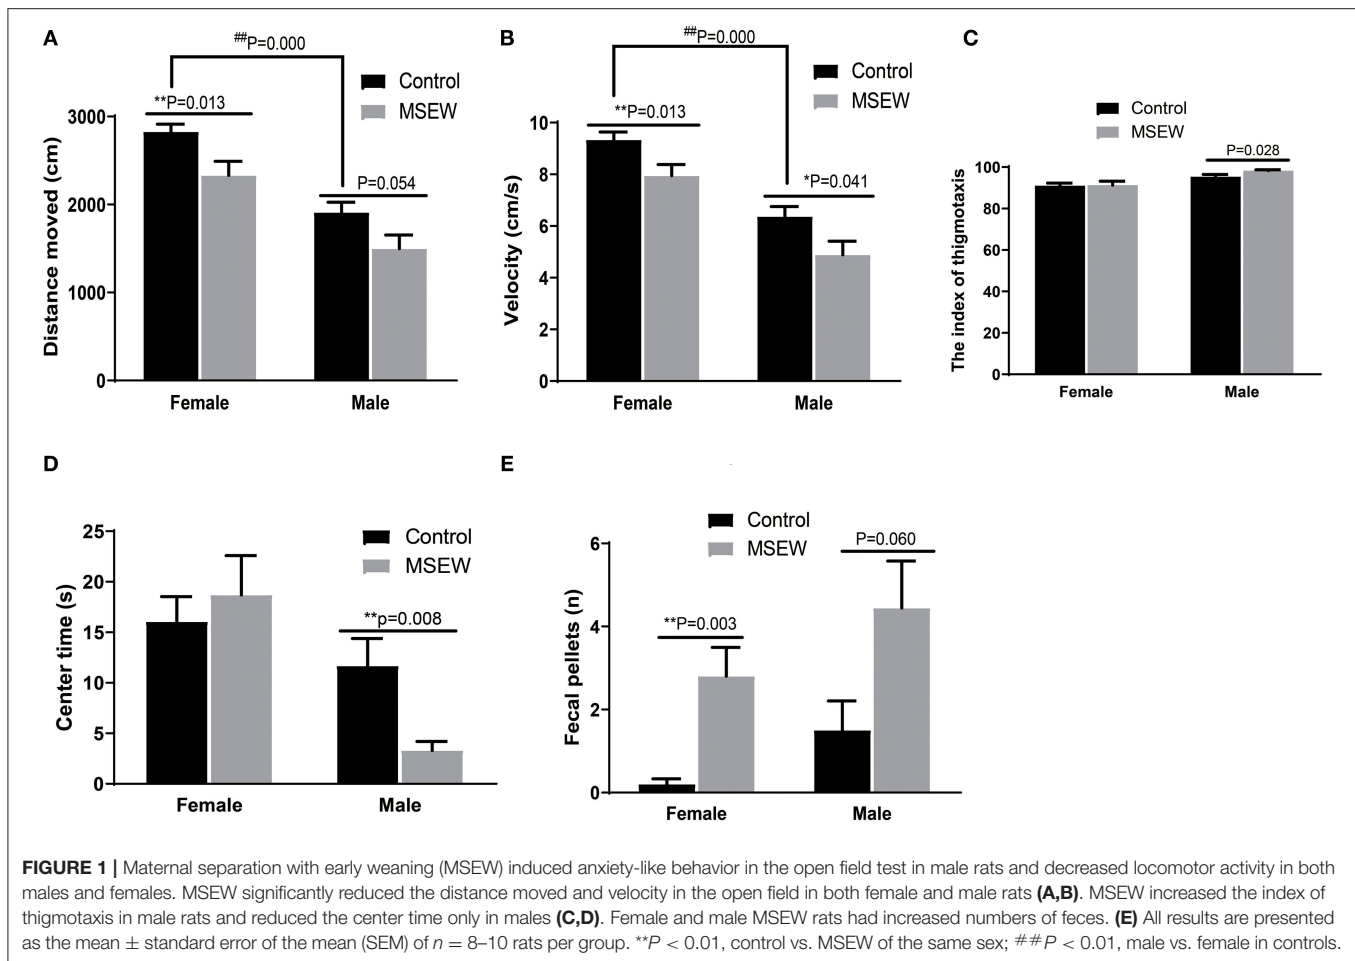 A
##P=0.000
Control
MSEW
**P=0.013
P=0.054
3000
2000
1000
0
Distance moved (cm)
Female
Male
B
##P=0.000
Control
MSEW
**P=0.013
*P=0.041
10
8
6
4
2
0
Velocity (cm/s)
Female
Male
C
Control
MSEW
P=0.028
100
80
60
40
20
0
The index of thigmotaxis
Female
Male
D
Control
MSEW
**p=0.008
25
20
15
10
5
0
Center time (s)
Female
Male
E
Control
MSEW
P=0.060
**P=0.003
6
4
2
0
Fecal pellets (n)
Female
Male
FIGURE 1 | Maternal separation with early weaning (MSEW) induced anxiety-like behavior in the open field test in male rats and decreased locomotor activity in both
males and females. MSEW significantly reduced the distance moved and velocity in the open field in both female and male rats (A,B). MSEW increased the index of
thigmotaxis in male rats and reduced the center time only in males (C,D). Female and male MSEW rats had increased numbers of feces. (E) All results are presented
as the mean ± standard error of the mean (SEM) of n = 8–10 rats per group. **P < 0.01, control vs. MSEW of the same sex; ##P < 0.01, male vs. female in controls.